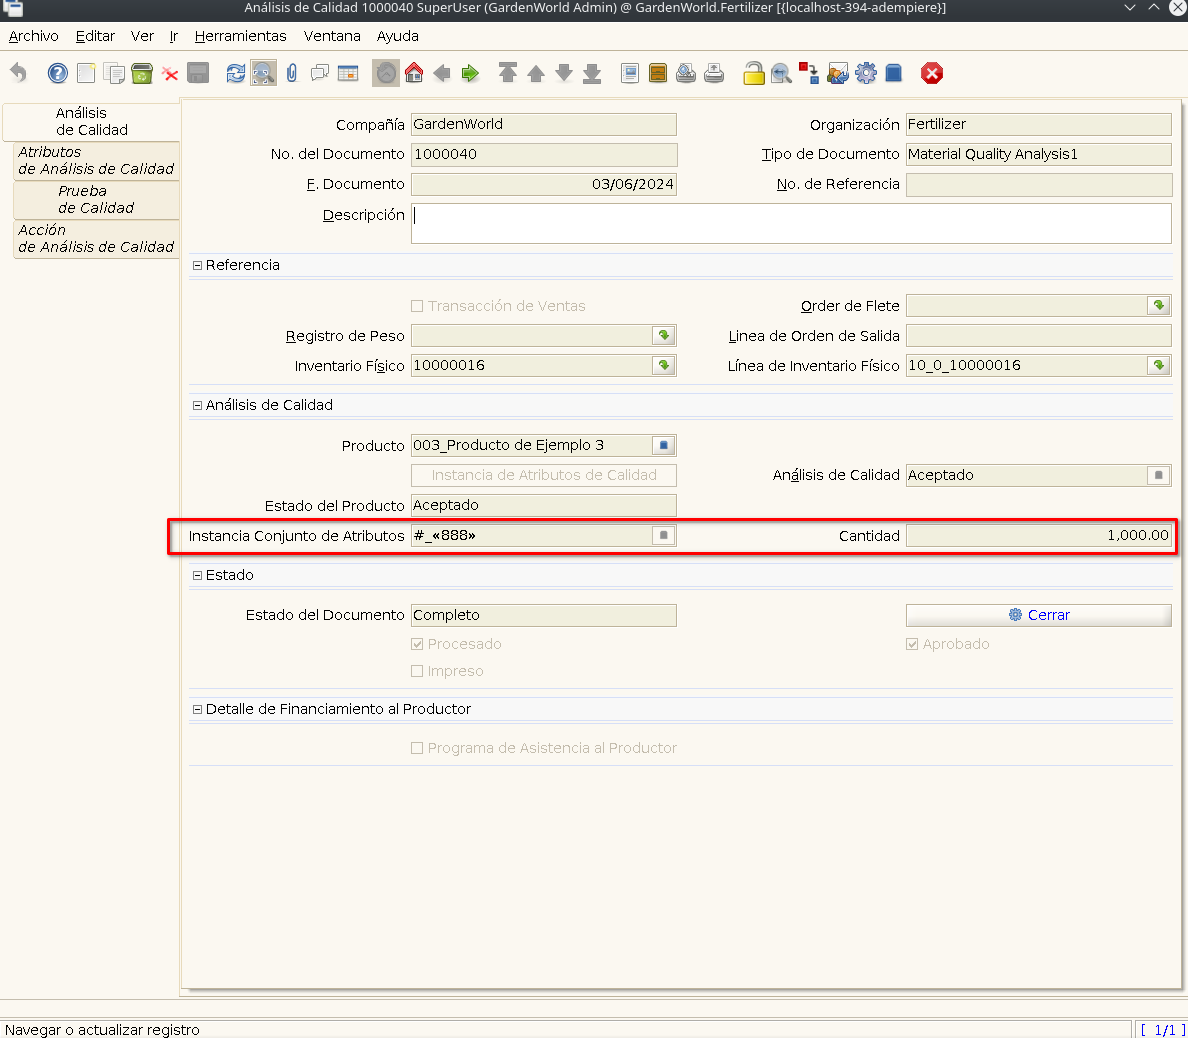 Análisis de Calidad 1000040 SuperUser (GardenWorld Admin) @ GardenWorld.Fertilizer [{localhost-394-adempiere}]
Archivo Editar Ver Ir Herramientas Ventana Ayuda
Análisis
de Calidad
Atributos
de Análisis de Calidad
Prueba
de Calidad
Acción
de Análisis de Calidad
Compañía GardenWorld Organización Fertilizer
No. del Documento 1000040 Tipo de Documento Material Quality Analysis1
F. Documento 03/06/2024 No. de Referencia
Descripción
Referencia
Transacción de Ventas Order de Flete
Registro de Peso Linea de Orden de Salida
Inventario Físico 10000016 Línea de Inventario Físico 10_0_10000016
Análisis de Calidad
Producto 003_Producto de Ejemplo 3
Instancia de Atributos de Calidad Análisis de Calidad Aceptado
Estado del Producto Aceptado
Instancia Conjunto de Atributos #_«888» Cantidad 1,000.00
Estado
Estado del Documento Completo Cerrar
Procesado Aprobado
Impreso
Detalle de Financiamiento al Productor
Programa de Asistencia al Productor
Navegar o actualizar registro [ 1/1 ]